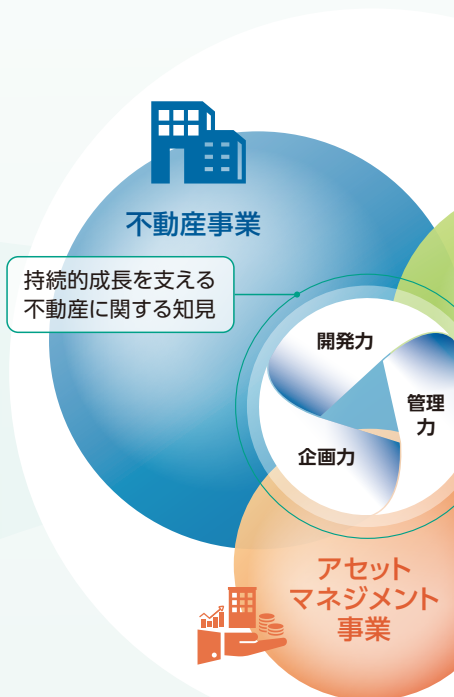 不動産事業
持続的成長を支える
不動産に関する知見
開発力
管理
力
企画力
アセット
マネジメント
事業